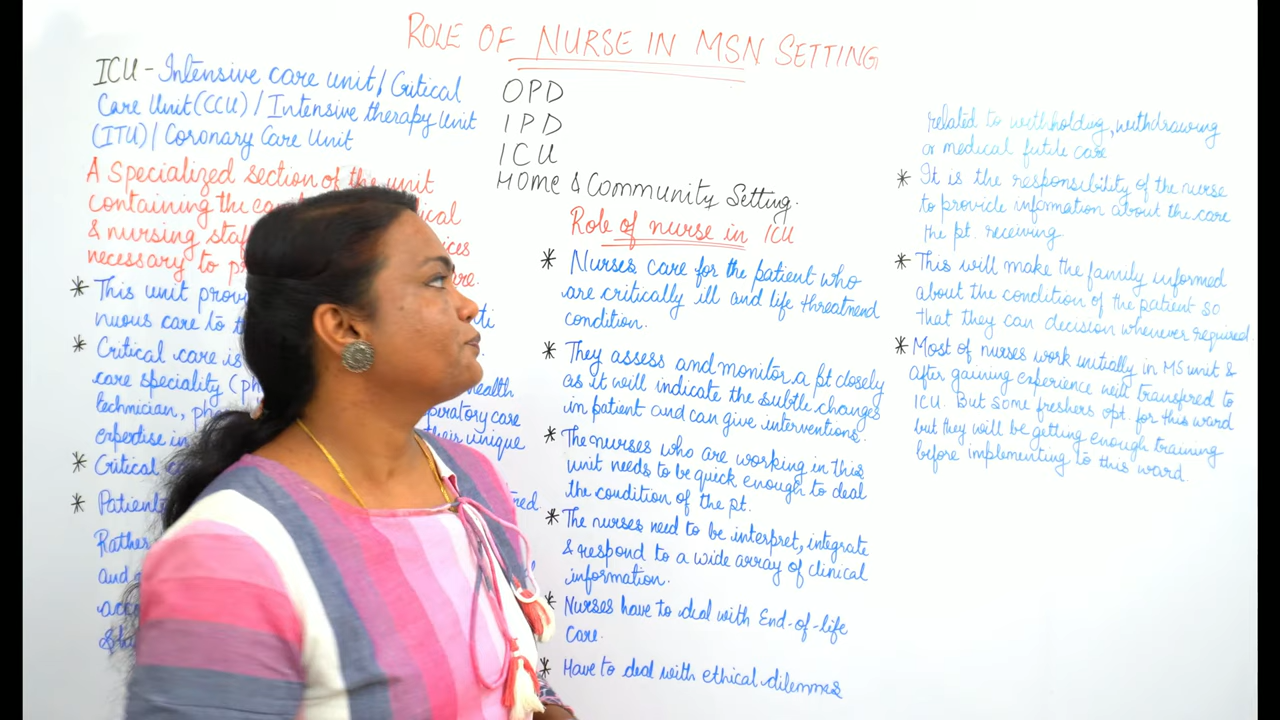 ROLE OF NURSE IN MSN SETTING
ICU - Intensive care unit / Critical
Care Unit (CCU) / Intensive therapy Unit
(ITU) / Coronary Care Unit
A Specialized section of the unit
containing the
& nursing
necessary to
* This unit
nuous care to
* Critical care is
care speciality
health
technician,
expertise in
their unique
* Critical
*
Rather
and
OPD
IPD
ICU
Home & Community Setting.
Role of nurse in ICU
* Nurses care for the patient who
are critically ill and life threatened
condition.
* They assess and monitor a pt closely
as it will indicate the subtle changes
in patient and can give interventions.
* The nurses who are working in this
unit needs to be quick enough to deal
the condition of the pt.
* The nurses need to be interpret, integrate
& respond to a wide array of clinical
information.
* Nurses have to deal with End-of-life
Care.
* Have to deal with ethical dilemmas
related to withholding, withdrawing
or medical futile care
* It is the responsibility of the nurse
to provide information about the care
the pt. receiving
* This will make the family informed
about the condition of the patient so
that they can decision whenever required.
* Most of nurses work initially in MS unit &
after gaining experience will transfered to
ICU. But some freshers opt. for this ward
but they will be getting enough training
before implementing to this ward.